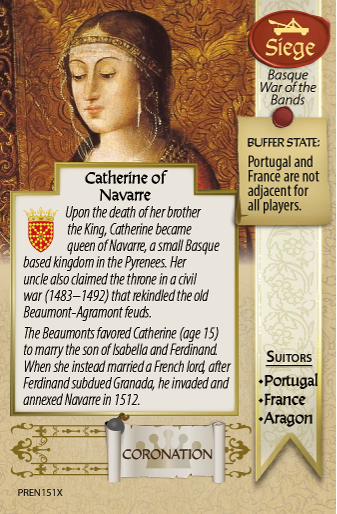 Siege
Basque
War of the
Bands
BUFFER STATE:
Portugal and
France are not
adjacent for
all players.
Catherine of
Navarre
Upon the death of her brother
the King, Catherine became
queen of Navarre, a small Basque
based kingdom in the Pyrenees. Her
uncle also claimed the throne in a civil
war (1483–1492) that rekindled the old
Beaumont-Agramont feuds.
The Beaumonts favored Catherine (age 15)
to marry the son of Isabella and Ferdinand.
When she instead married a French lord, after
Ferdinand subdued Granada, he invaded and
annexed Navarre in 1512.
SUITORS
•Portugal
•France
•Aragon
CORONATION
PREN151X